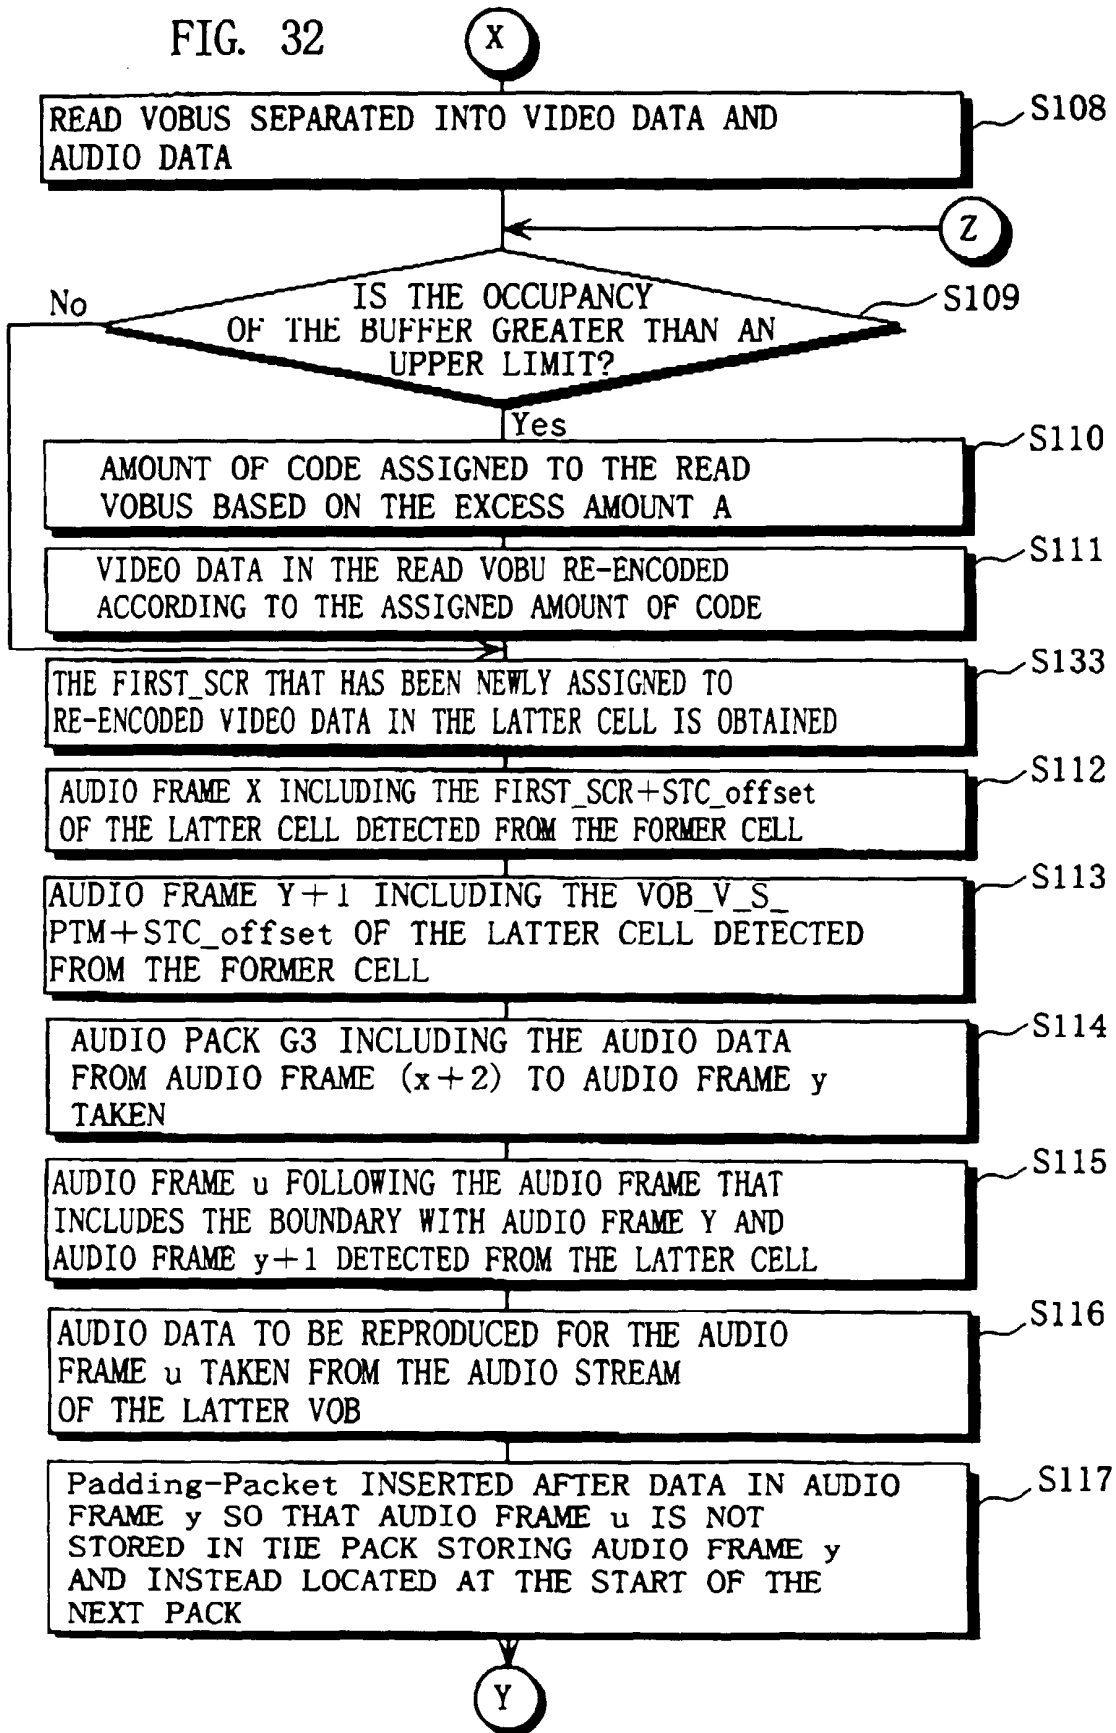 FIG. 32
X
READ VOBUS SEPARATED INTO VIDEO DATA AND
AUDIO DATA
S108
Z
No
IS THE OCCUPANCY
OF THE BUFFER GREATER THAN AN
UPPER LIMIT?
S109
Yes
AMOUNT OF CODE ASSIGNED TO THE READ
VOBUS BASED ON THE EXCESS AMOUNT A
S110
VIDEO DATA IN THE READ VOBU RE-ENCODED
ACCORDING TO THE ASSIGNED AMOUNT OF CODE
S111
THE FIRST_SCR THAT HAS BEEN NEWLY ASSIGNED TO
RE-ENCODED VIDEO DATA IN THE LATTER CELL IS OBTAINED
S133
AUDIO FRAME X INCLUDING THE FIRST_SCR+STC_offset
OF THE LATTER CELL DETECTED FROM THE FORMER CELL
S112
AUDIO FRAME Y+1 INCLUDING THE VOB_V_S_
PTM+STC_offset OF THE LATTER CELL DETECTED
FROM THE FORMER CELL
S113
AUDIO PACK G3 INCLUDING THE AUDIO DATA
FROM AUDIO FRAME (x+2) TO AUDIO FRAME y
TAKEN
S114
AUDIO FRAME u FOLLOWING THE AUDIO FRAME THAT
INCLUDES THE BOUNDARY WITH AUDIO FRAME Y AND
AUDIO FRAME y+1 DETECTED FROM THE LATTER CELL
S115
AUDIO DATA TO BE REPRODUCED FOR THE AUDIO
FRAME u TAKEN FROM THE AUDIO STREAM
OF THE LATTER VOB
S116
Padding-Packet INSERTED AFTER DATA IN AUDIO
FRAME y SO THAT AUDIO FRAME u IS NOT
STORED IN THE PACK STORING AUDIO FRAME y
AND INSTEAD LOCATED AT THE START OF THE
NEXT PACK
S117
Y